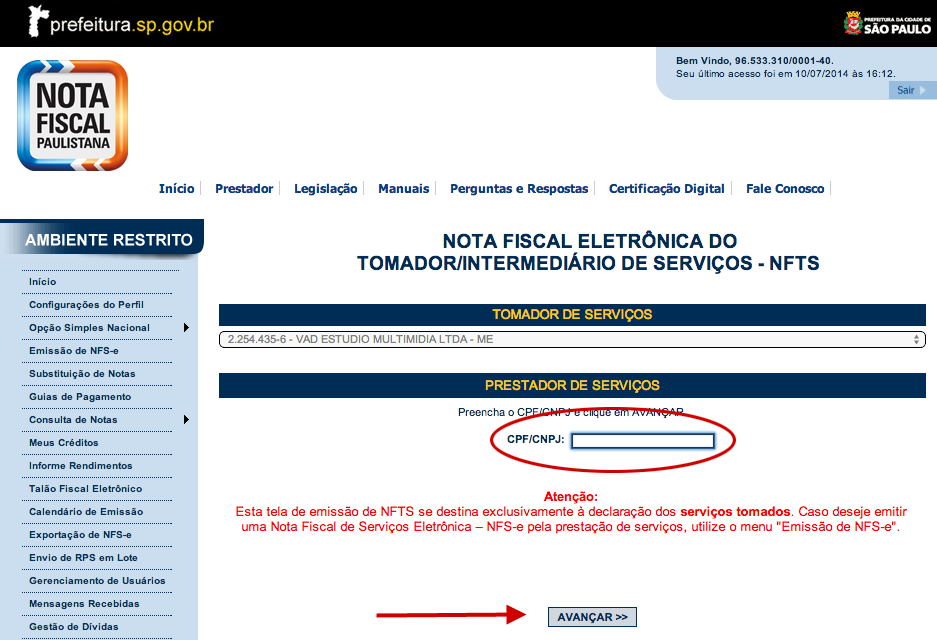 prefeitura.sp.gov.br
PREFEITURA DA CIDADE DE
SÃO PAULO
Bem Vindo, 96.533.310/0001-40.
Seu último acesso foi em 10/07/2014 às 16:12.
Sair
NOTA
FISCAL
PAULISTANA
Início
Prestador
Legislação
Manuais
Perguntas e Respostas
Certificação Digital
Fale Conosco
AMBIENTE RESTRITO
Início
Configurações do Perfil
Opção Simples Nacional
Emissão de NFS-e
Substituição de Notas
Guias de Pagamento
Consulta de Notas
Meus Créditos
Informe Rendimentos
Talão Fiscal Eletrônico
Calendário de Emissão
Exportação de NFS-e
Envio de RPS em Lote
Gerenciamento de Usuários
Mensagens Recebidas
Gestão de Dívidas
NOTA FISCAL ELETRÔNICA DO
TOMADOR/INTERMEDIÁRIO DE SERVIÇOS - NFTS
TOMADOR DE SERVIÇOS
2.254.435-6 - VAD ESTUDIO MULTIMIDIA LTDA - ME
PRESTADOR DE SERVIÇOS
Preencha o CPF/CNPJ e clique em AVANÇAR
CPF/CNPJ:
Atenção:
Esta tela de emissão de NFTS se destina exclusivamente à declaração dos serviços tomados. Caso deseje emitir
uma Nota Fiscal de Serviços Eletrônica – NFS-e pela prestação de serviços, utilize o menu "Emissão de NFS-e".
AVANÇAR >>